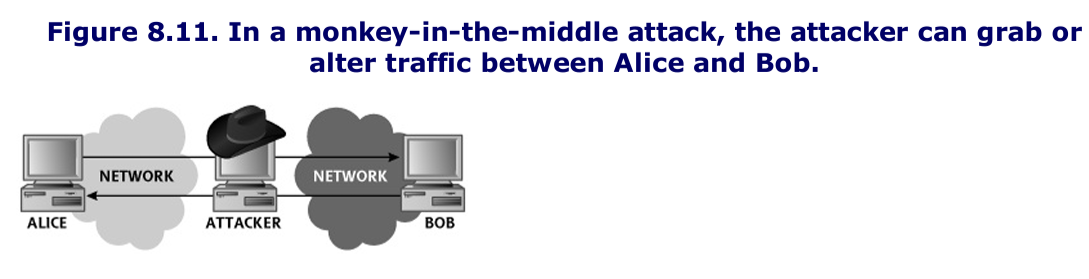 Figure 8.11. In a monkey-in-the-middle attack, the attacker can grab or
alter traffic between Alice and Bob.
NETWORK
NETWORK
ALICE
ATTACKER
BOB